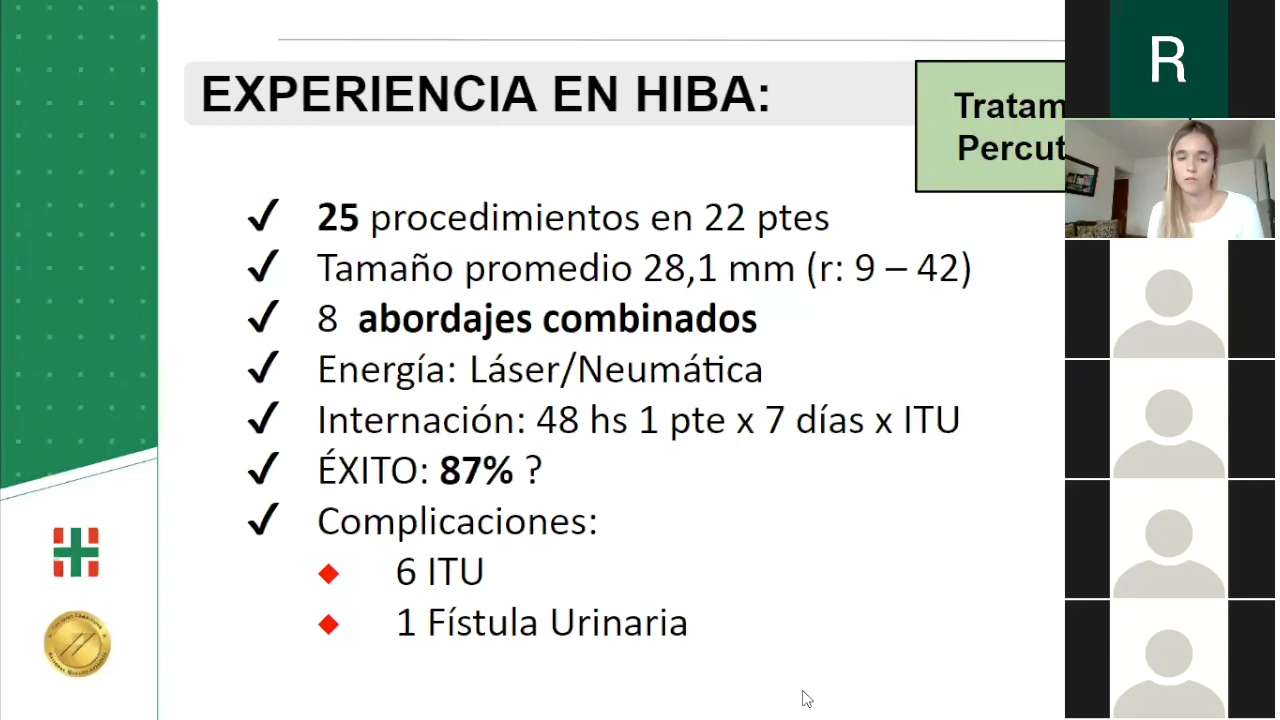 EXPERIENCIA EN HIBA:
Tratam
Percut
25 procedimientos en 22 ptes
Tamaño promedio 28,1 mm (r: 9 – 42)
8 abordajes combinados
Energía: Láser/Neumática
Internación: 48 hs 1 pte x 7 días x ITU
ÉXITO: 87% ?
Complicaciones:
6 ITU
1 Fístula Urinaria
R